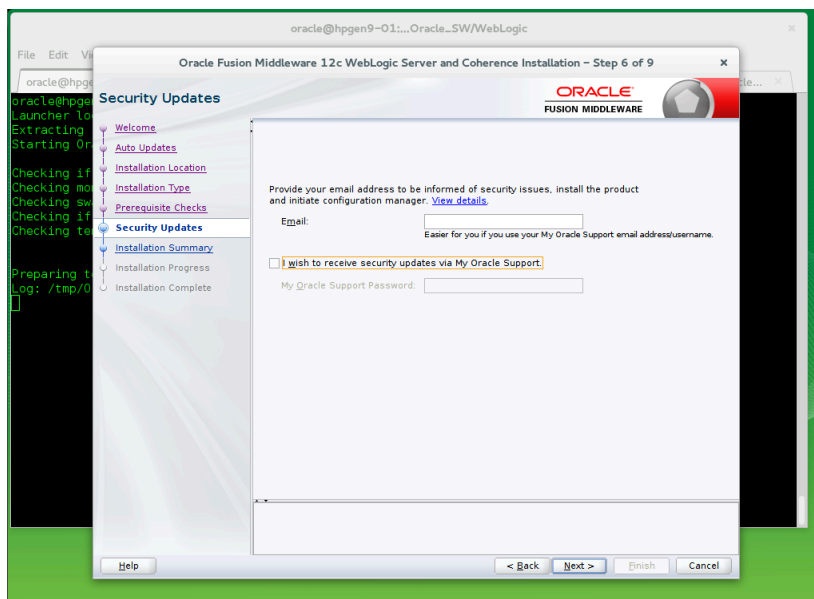 oracle@hpgen9-01:...Oracle_SW/WebLogic
File Edit Vi
oracle@hpge
le...
Oracle Fusion Middleware 12c WebLogic Server and Coherence Installation - Step 6 of 9
oracle@hpge
Launcher lo
Extracting
Starting Or
Checking if
Checking mo
Checking sw
Checking if
Checking te
Preparing t
Log: /tmp/O
Security Updates
ORACLE
FUSION MIDDLEWARE
Welcome
Auto Updates
Installation Location
Installation Type
Prerequisite Checks
Security Updates
Installation Summary
Installation Progress
Installation Complete
Provide your email address to be informed of security issues, install the product
and initiate configuration manager. View details.
Email:
Easier for you if you use your My Oracle Support email address/username.
I wish to receive security updates via My Oracle Support.
My Oracle Support Password:
Help
< Back
Next >
Finish
Cancel